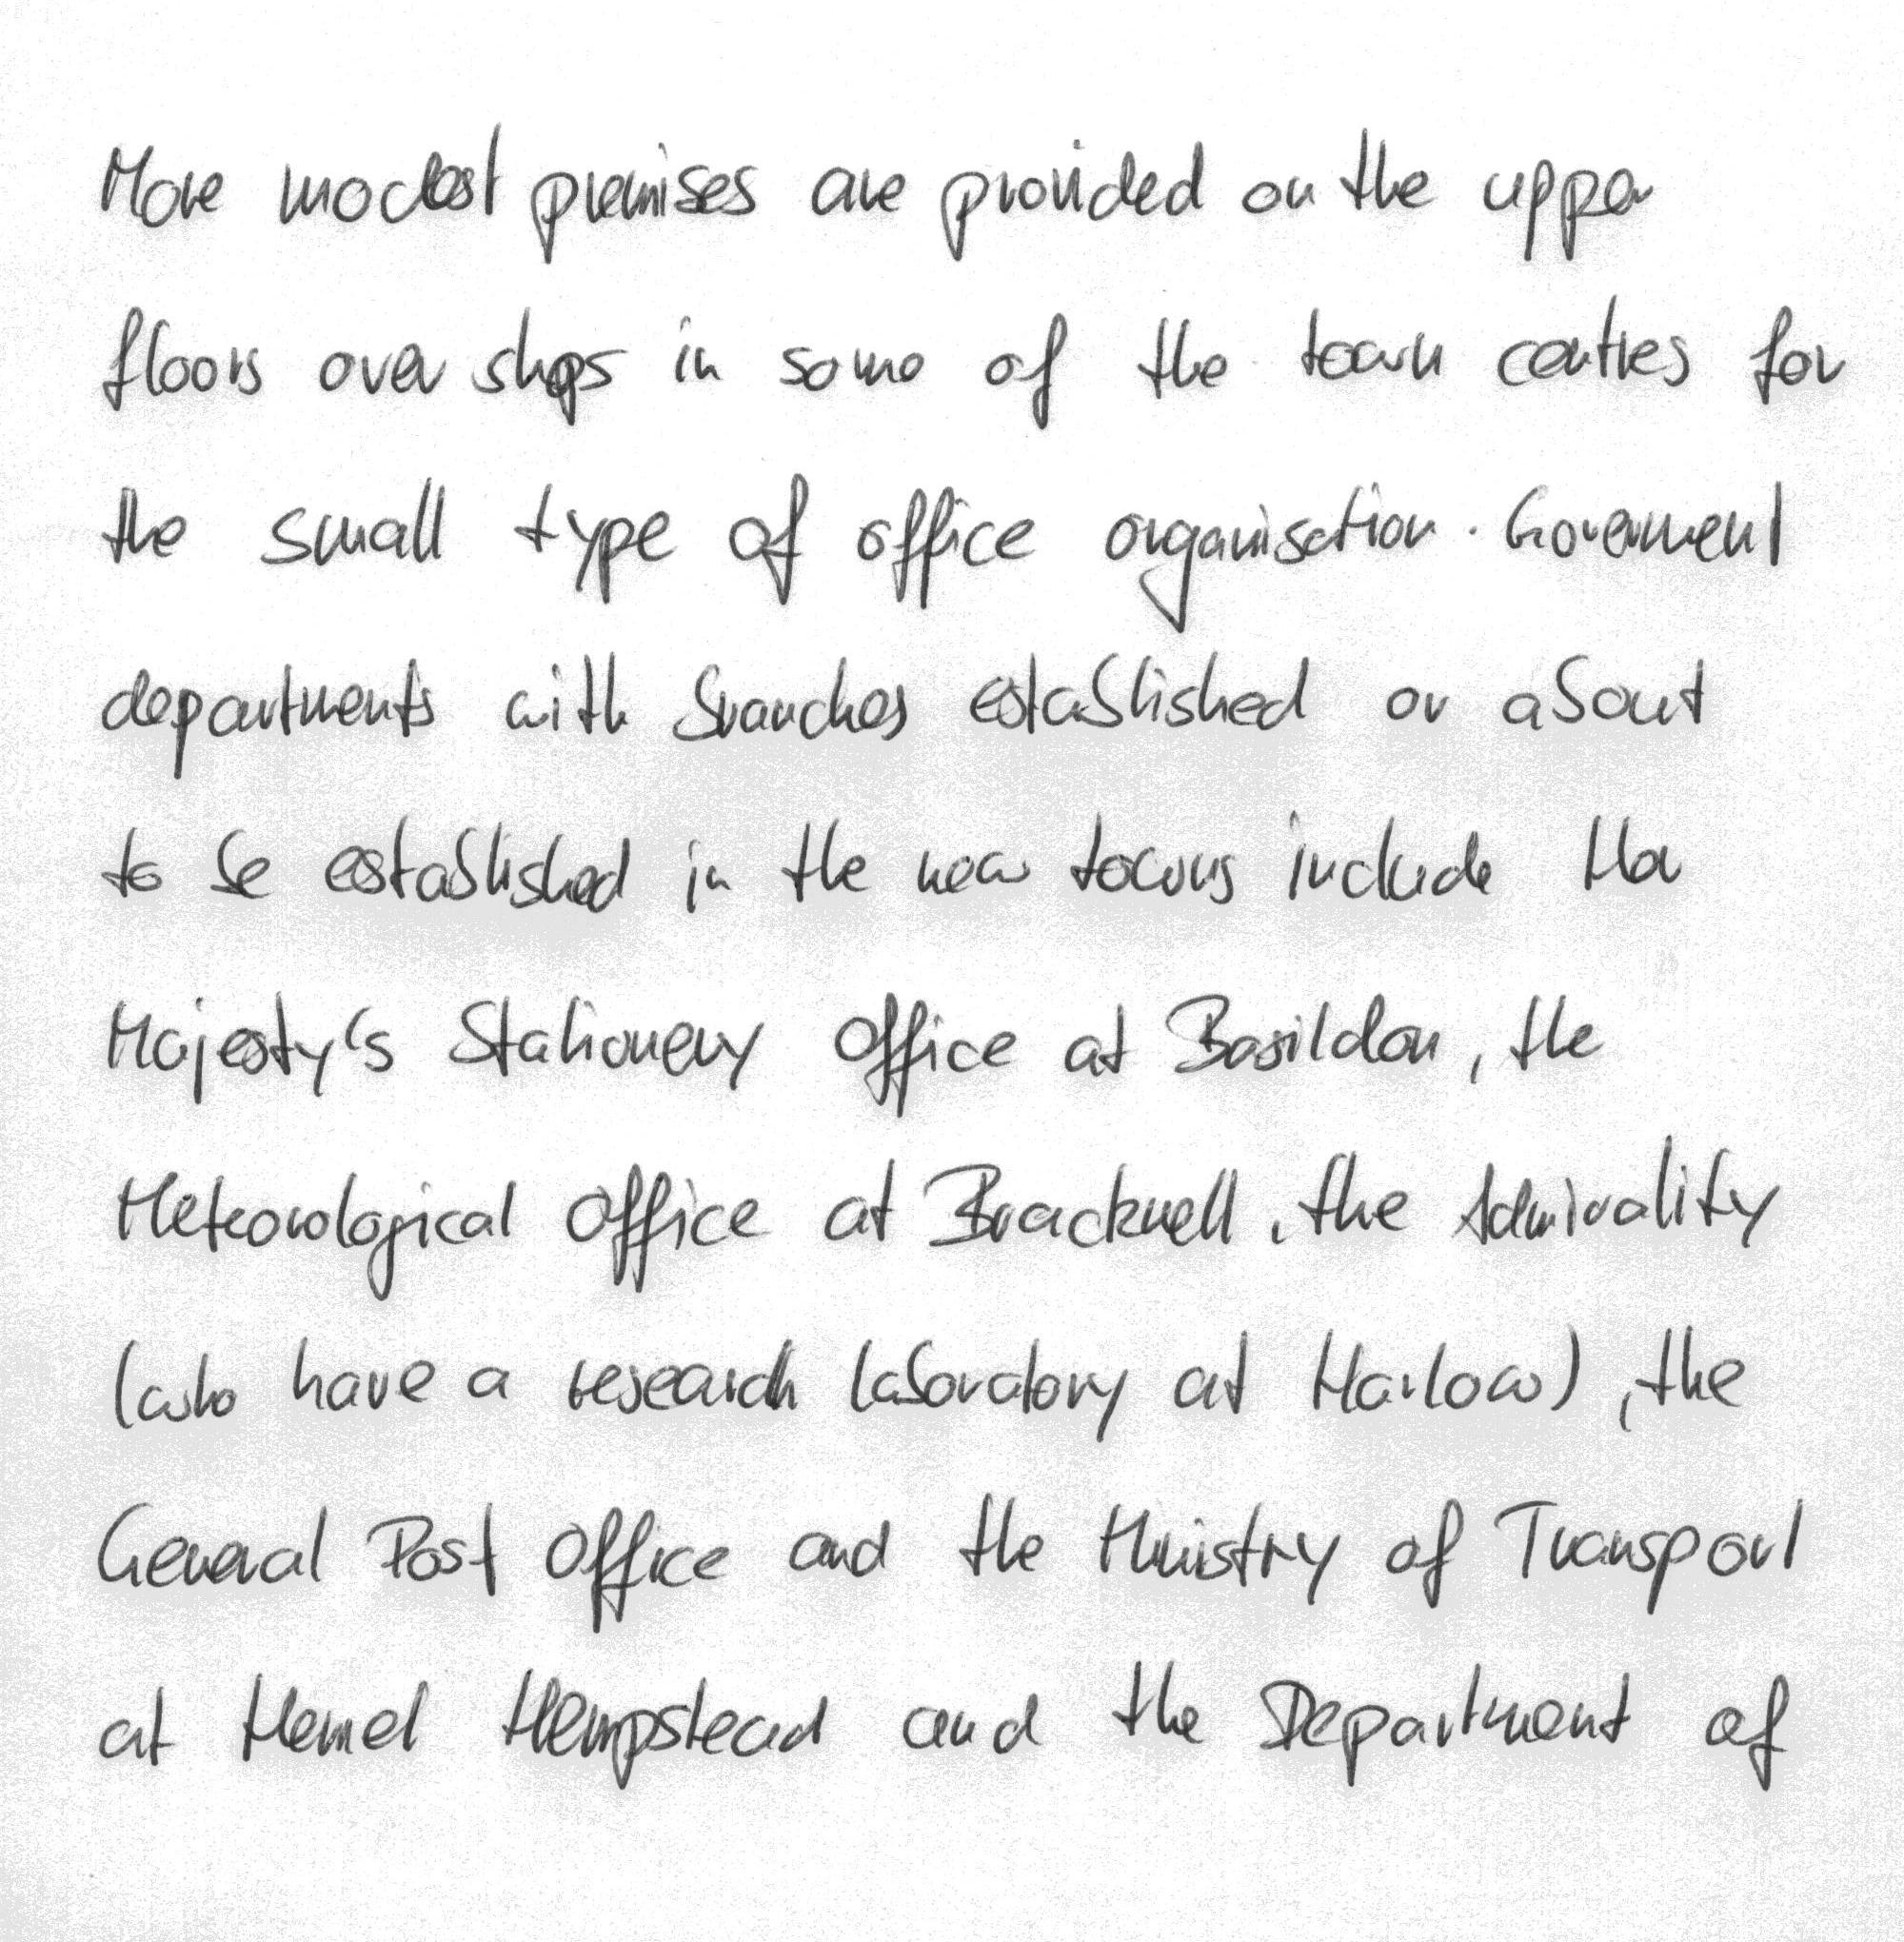 More modest premises are provided on the upper
floors over shops in some of the town centres for
the small type of office organisation. Goverment
departments with branches established or about
to be established in the new towns include Her
Majesty's Stationery Office at Basildon, the
Meteorological Office at Bracknell, the Admirality
(who have a research laboratory at Harlow), the
General Post Office and the Ministry of Transport
at Hemel Hempstead and the Department of